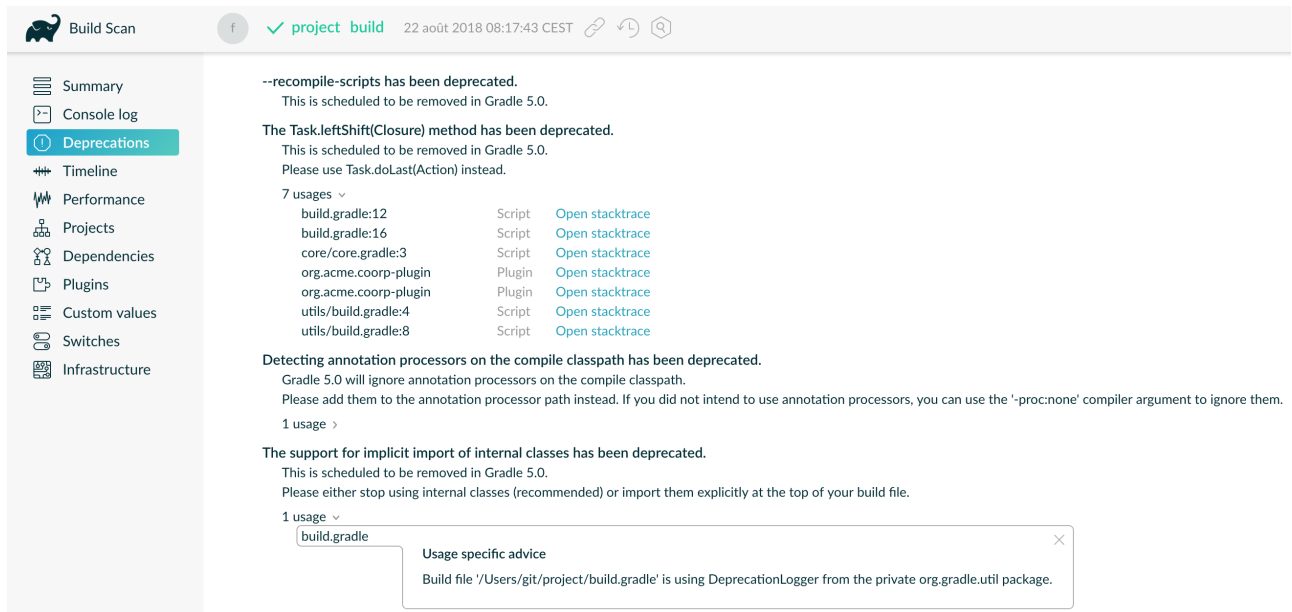 Build Scan
f project build 22 août 2018 08:17:43 CEST
Summary
Console log
Deprecations
Timeline
Performance
Projects
Dependencies
Plugins
Custom values
Switches
Infrastructure
--recompile-scripts has been deprecated.
This is scheduled to be removed in Gradle 5.0.
The Task.leftShift(Closure) method has been deprecated.
This is scheduled to be removed in Gradle 5.0.
Please use Task.doLast(Action) instead.
7 usages
build.gradle:12 Script Open stacktrace
build.gradle:16 Script Open stacktrace
core/core.gradle:3 Script Open stacktrace
org.acme.coorp-plugin Plugin Open stacktrace
org.acme.coorp-plugin Plugin Open stacktrace
utils/build.gradle:4 Script Open stacktrace
utils/build.gradle:8 Script Open stacktrace
Detecting annotation processors on the compile classpath has been deprecated.
Gradle 5.0 will ignore annotation processors on the compile classpath.
Please add them to the annotation processor path instead. If you did not intend to use annotation processors, you can use the '-proc:none' compiler argument to ignore them.
1 usage
The support for implicit import of internal classes has been deprecated.
This is scheduled to be removed in Gradle 5.0.
Please either stop using internal classes (recommended) or import them explicitly at the top of your build file.
1 usage
build.gradle
Usage specific advice
Build file '/Users/git/project/build.gradle' is using DeprecationLogger from the private org.gradle.util package.